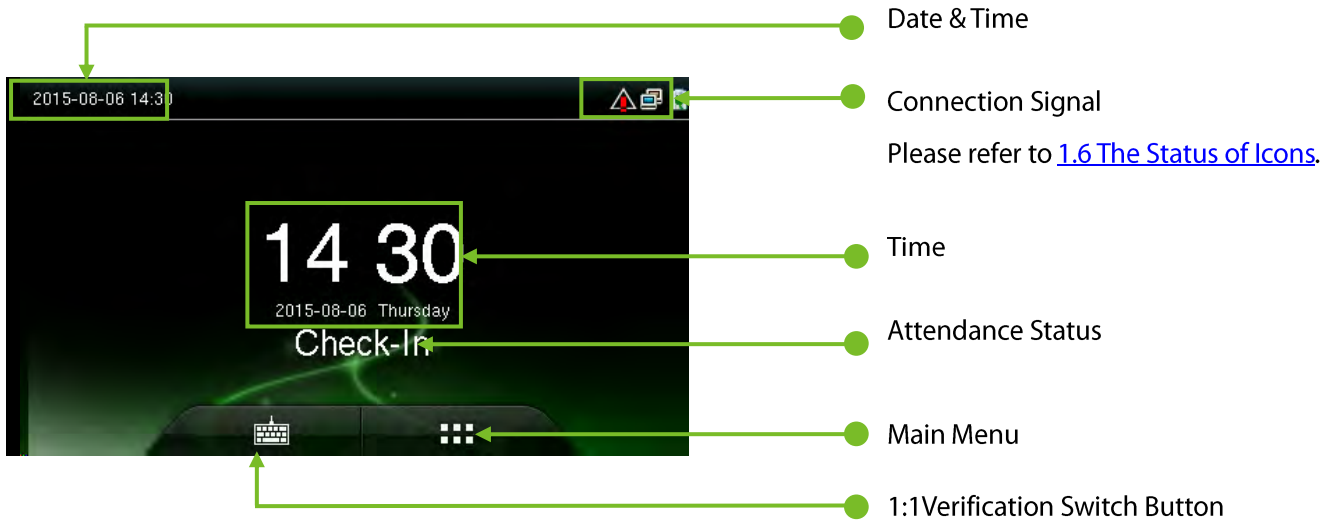 Date & Time
2015-08-06 14:30
Connection Signal
Please refer to 1.6 The Status of Icons.
14 30
2015-08-06 Thursday
Time
Check-In
Attendance Status
Main Menu
1:1Verification Switch Button